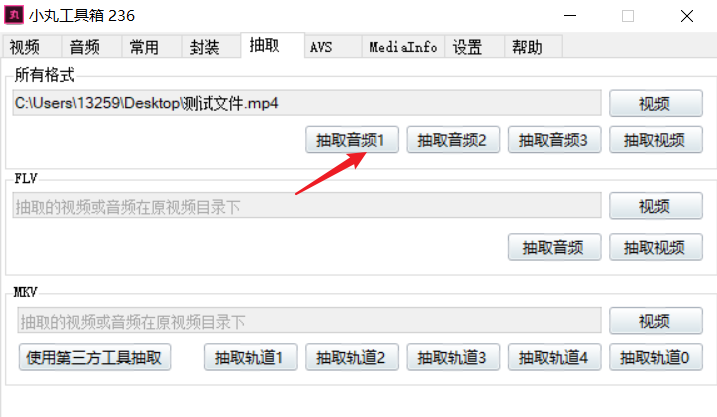 小丸工具箱 236
视频 音频 常用 封装 抽取 AVS MediaInfo 设置 帮助
所有格式
C:\Users\13259\Desktop\测试文件.mp4 视频
抽取音频1 抽取音频2 抽取音频3 抽取视频
FLV
抽取的视频或音频在原视频目录下 视频
抽取音频 抽取视频
MKV
抽取的视频或音频在原视频目录下 视频
使用第三方工具抽取 抽取轨道1 抽取轨道2 抽取轨道3 抽取轨道4 抽取轨道0